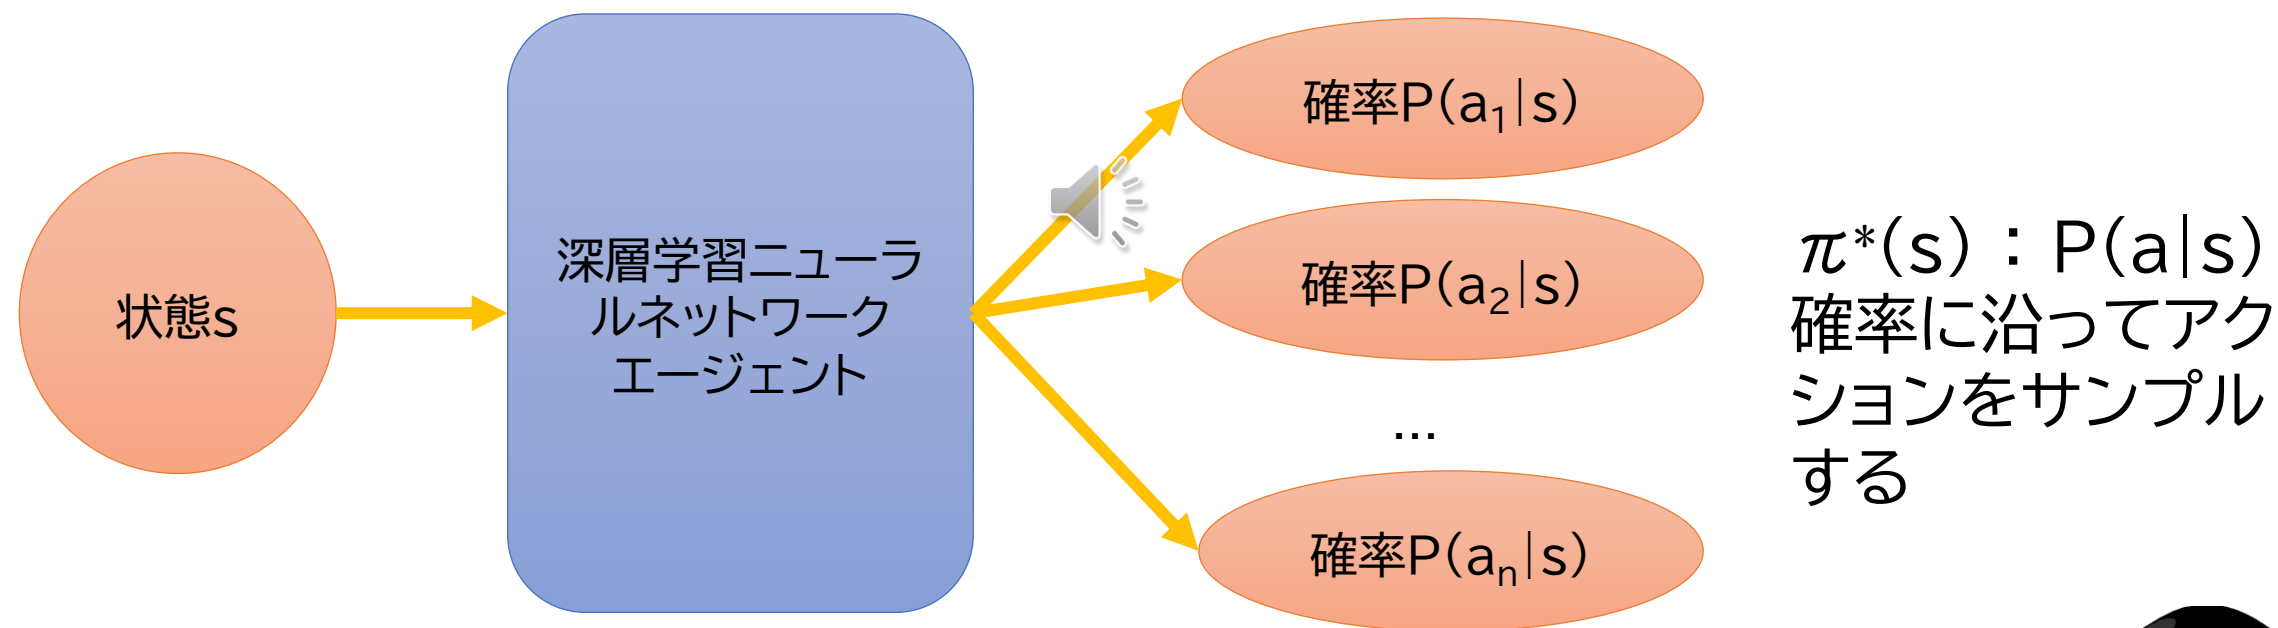 状態s
深層学習ニューラ
ルネットワーク
エージェント
確率P(a₁|s)
確率P(a₂|s)
...
確率P(aₙ|s)
π*(s)：P(a|s)
確率に沿ってアク
ションをサンプル
する